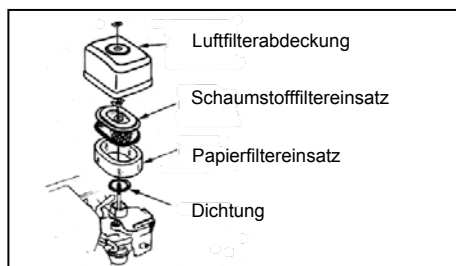 Luftfilterabdeckung
Schaumstofffiltereinsatz
Papierfiltereinsatz
Dichtung